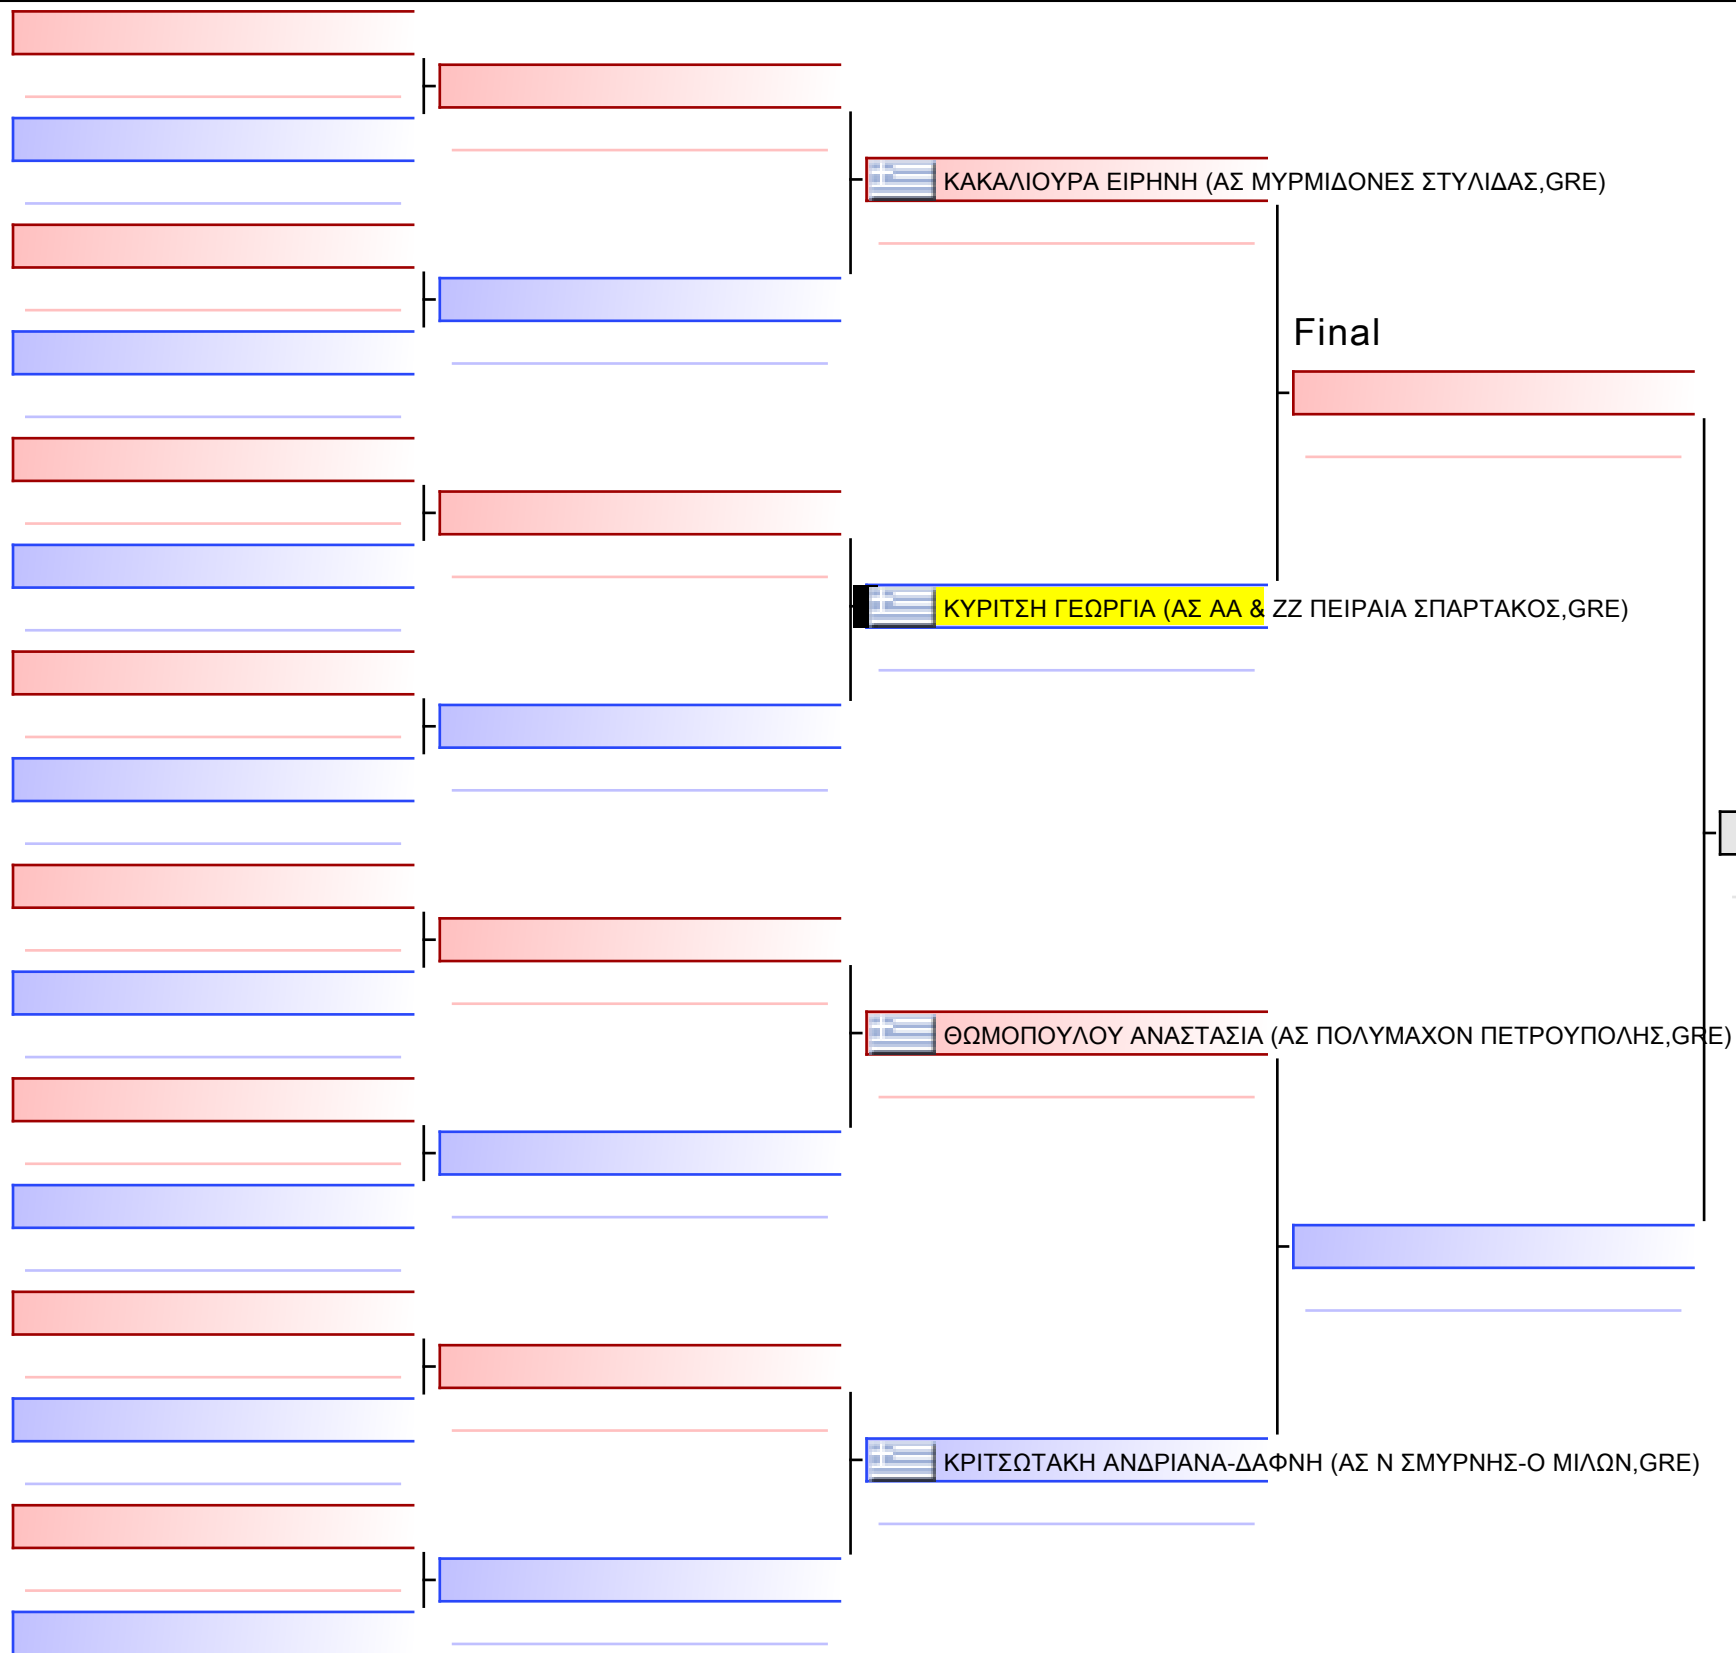 ΚΑΚΑΛΙΟΥΡΑ ΕΙΡΗΝΗ (ΑΣ ΜΥΡΜΙΔΟΝΕΣ ΣΤΥΛΙΔΑΣ,GRE)
Final
ΚΥΡΙΤΣΗ ΓΕΩΡΓΙΑ (ΑΣ ΑΑ & ΖΖ ΠΕΙΡΑΙΑ ΣΠΑΡΤΑΚΟΣ,GRE)
ΘΩΜΟΠΟΥΛΟΥ ΑΝΑΣΤΑΣΙΑ (ΑΣ ΠΟΛΥΜΑΧΟΝ ΠΕΤΡΟΥΠΟΛΗΣ,GRE)
ΚΡΙΤΣΩΤΑΚΗ ΑΝΔΡΙΑΝΑ-ΔΑΦΝΗ (ΑΣ Ν ΣΜΥΡΝΗΣ-Ο ΜΙΛΩΝ,GRE)